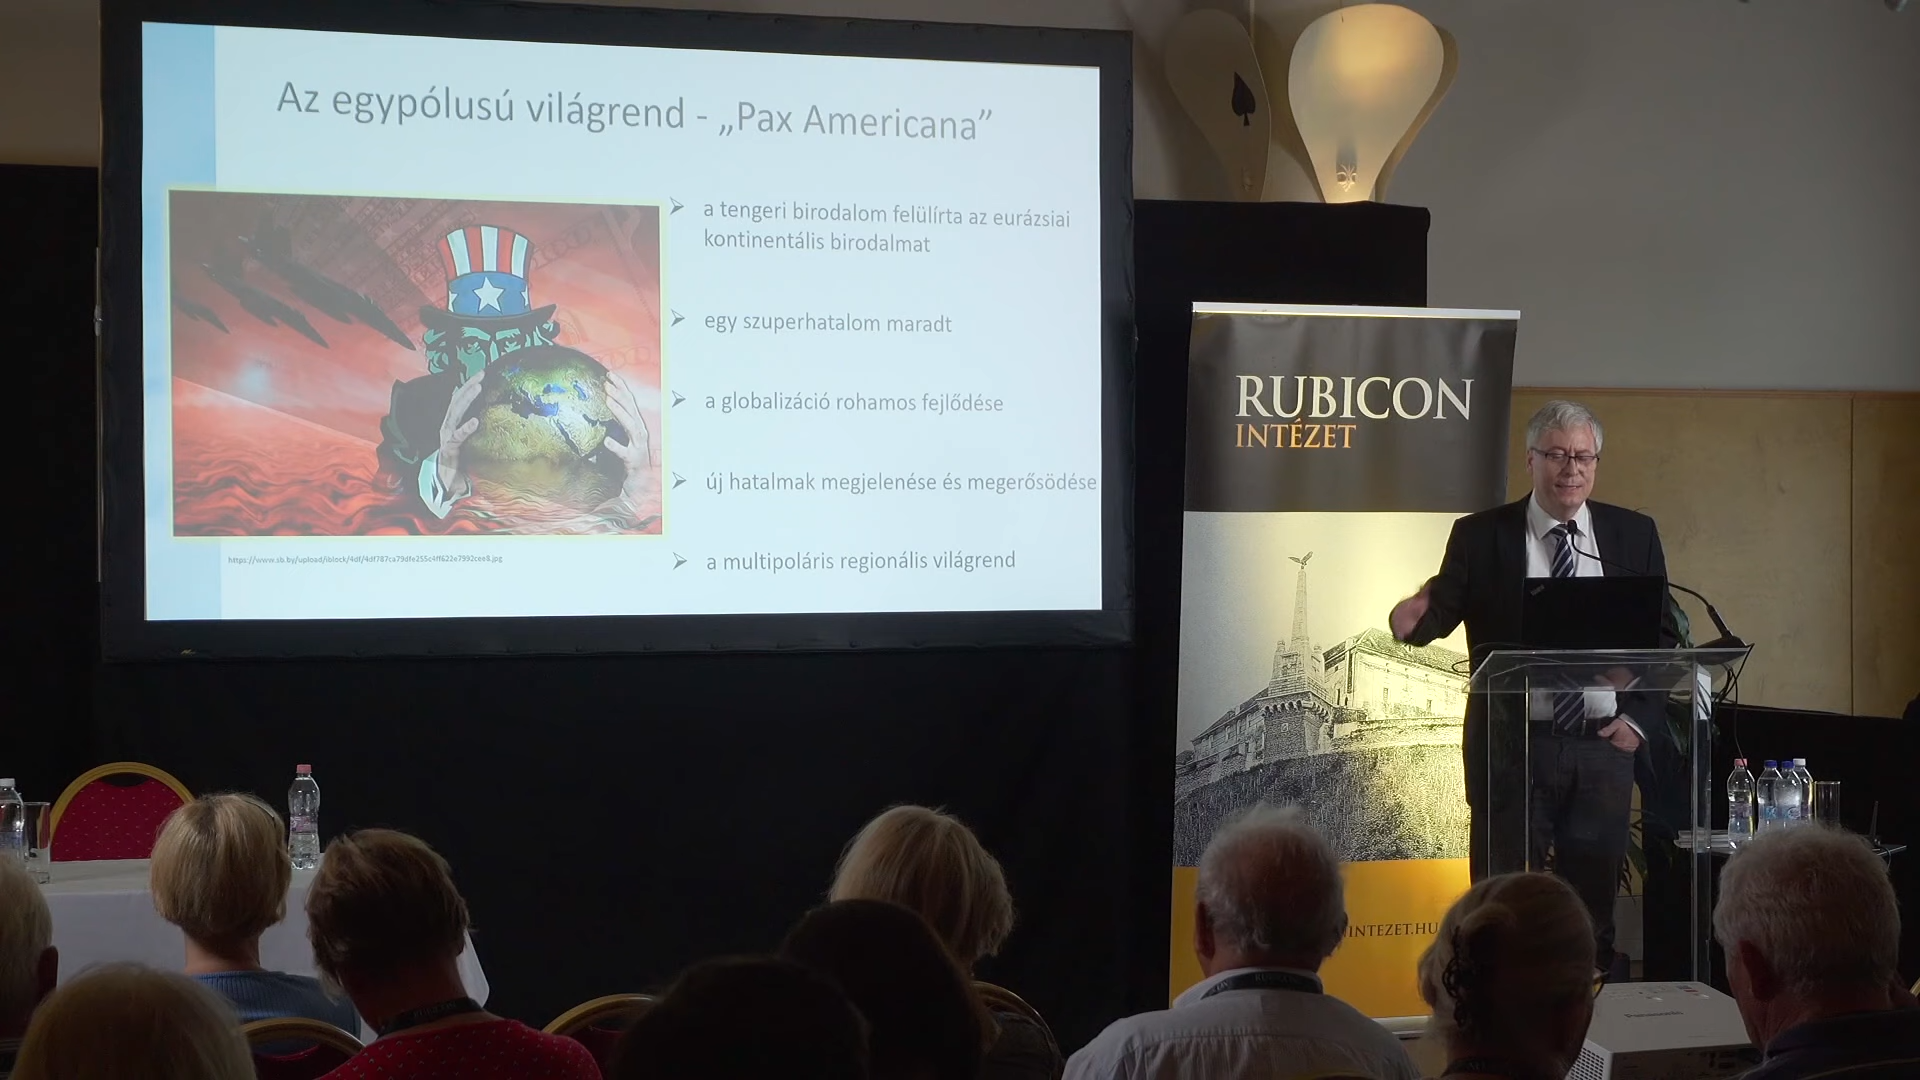 Az egypólusú világrend - „Pax Americana”
a tengeri birodalom felülírta az eurázsiai
kontinentális birodalmat
egy szuperhatalom maradt
a globalizáció rohamos fejlődése
új hatalmak megjelenése és megerősödése
a multipoláris regionális világrend
RUBICON
INTÉZET
INTEZET.HU
Panasonic